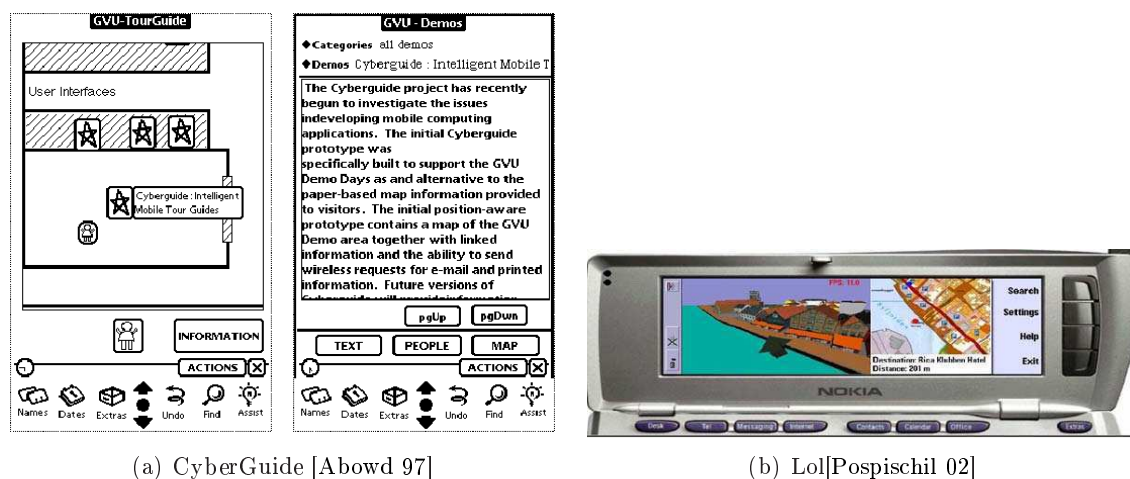 GVU-TourGuide
User Interfaces
Cyberguide : Intelligent
Mobile Tour Guides
INFORMATION
ACTIONS
Names Dates Extras Undo Find Assist
GVU - Demos
◆Categories all demos
◆Demos Cyberguide : Intelligent Mobile T
The Cyberguide project has recently
begun to investigate the issues
indeveloping mobile computing
applications. The initial Cyberguide
prototype was
specifically built to support the GVU
Demo Days as and alternative to the
paper-based map information provided
to visitors. The initial position-aware
prototype contains a map of the GVU
Demo area together with linked
information and the ability to send
wireless requests for e-mail and printed
information. Future versions of
pgUp pgDwn
TEXT PEOPLE MAP
ACTIONS
Names Dates Extras Undo Find Assist
FPS: 11.0
Search
Settings
Help
Exit
Destination: Rica Klubben Hotel
Distance: 201 m
NOKIA
Desk Tel Messaging Internet Contacts Calendar Office Extras
(a) CyberGuide [Abowd 97]
(b) Lol[Pospischil 02]